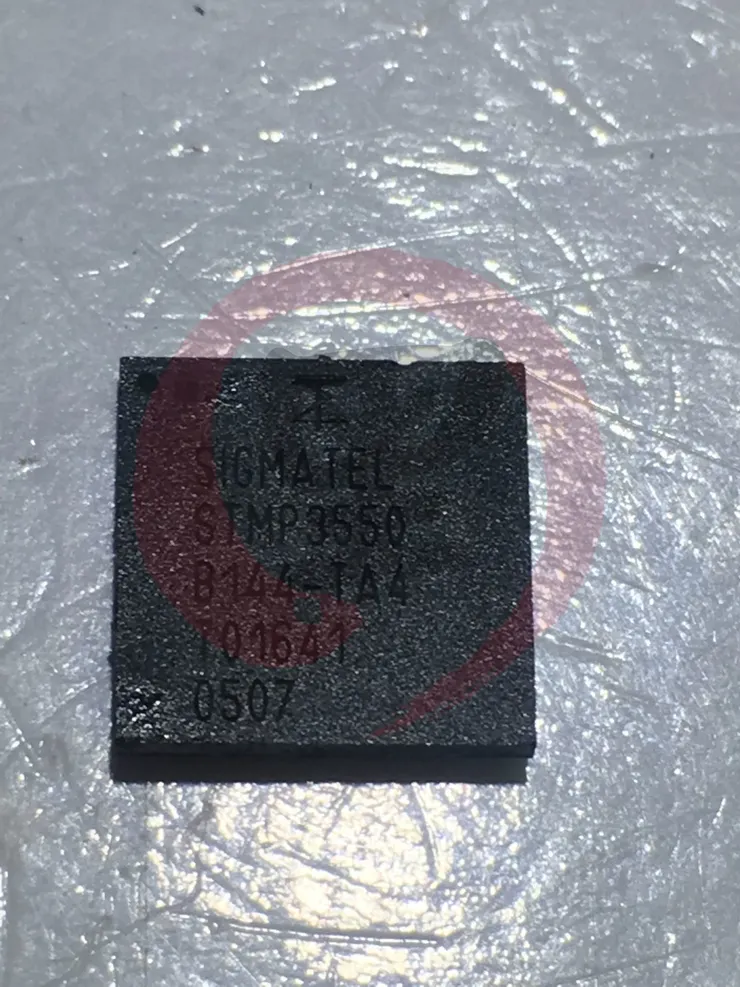 SIGMATEL
STMP3550
B144-TA4
T01641
0507